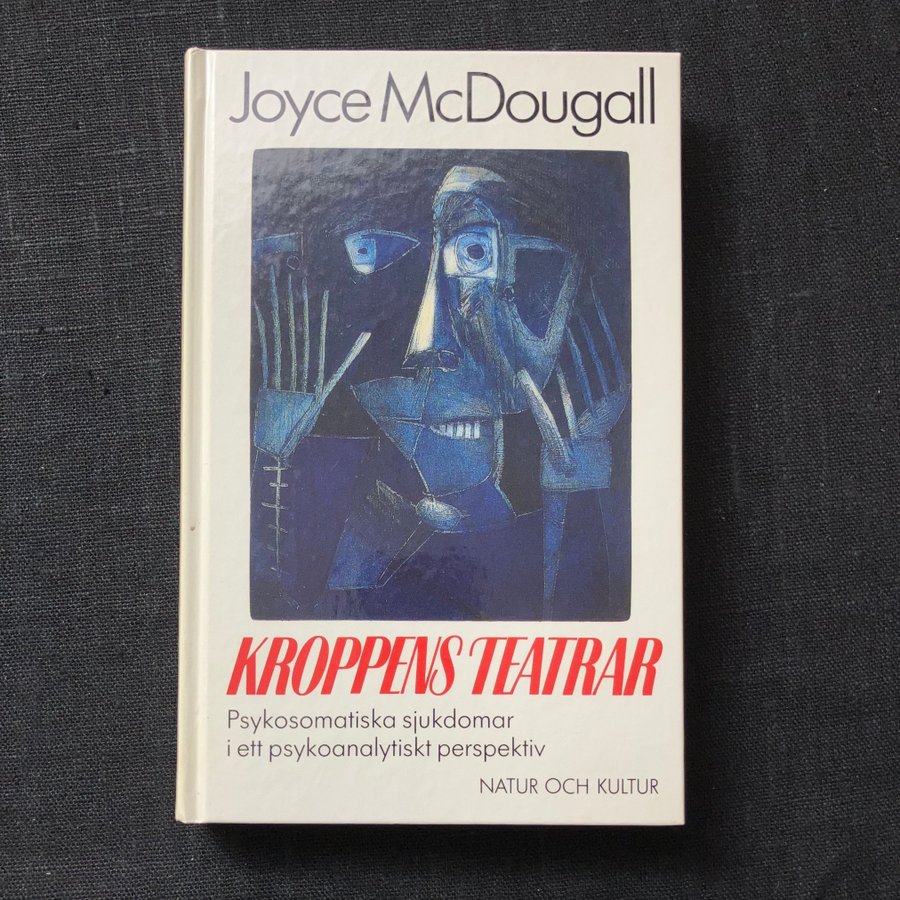 Joyce McDougall
KROPPENS TEATRAR
Psykosomatiska sjukdomar
i ett psykoanalytiskt perspektiv
NATUR OCH KULTUR